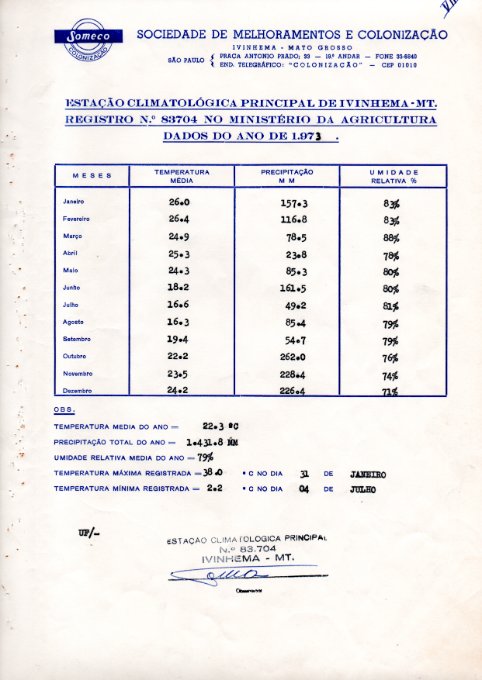 Someco
COLONIZAÇÃO
SOCIEDADE DE MELHORAMENTOS E COLONIZAÇÃO
IVINHEMA - MATO GROSSO
SÃO PAULO { PRAÇA ANTONIO PRADO, 33 — 19.º ANDAR — FONE 35-6840
END. TELEGRÁFICO: "COLONIZAÇÃO" — CEP 01010
ESTAÇÃO CLIMATOLÓGICA PRINCIPAL DE IVINHEMA - MT.
REGISTRO N.º 83704 NO MINISTÉRIO DA AGRICULTURA
DADOS DO ANO DE 1.973 .
MESES TEMPERATURA MÉDIA PRECIPITAÇÃO MM UMIDADE RELATIVA %
Janeiro 26.0 157.3 83%
Fevereiro 26.4 116.8 83%
Março 24.9 78.5 88%
Abril 25.3 23.8 78%
Maio 24.3 85.3 80%
Junho 18.2 161.5 80%
Julho 16.6 49.2 81%
Agosto 16.3 85.4 79%
Setembro 19.4 54.7 79%
Outubro 22.2 262.0 76%
Novembro 23.5 228.4 74%
Dezembro 24.2 226.4 71%
OBS.
TEMPERATURA MEDIA DO ANO — 22.3 ºC
PRECIPITAÇÃO TOTAL DO ANO — 1.431.8 MM
UMIDADE RELATIVA MEDIA DO ANO — 79%
TEMPERATURA MÁXIMA REGISTRADA — 38.0 º C NO DIA 31 DE JANEIRO
TEMPERATURA MÍNIMA REGISTRADA — 2.2 º C NO DIA 04 DE JULHO
UF/-
ESTAÇÃO CLIMATOLOGICA PRINCIPAL
N.º 83.704
IVINHEMA - MT.
Observador